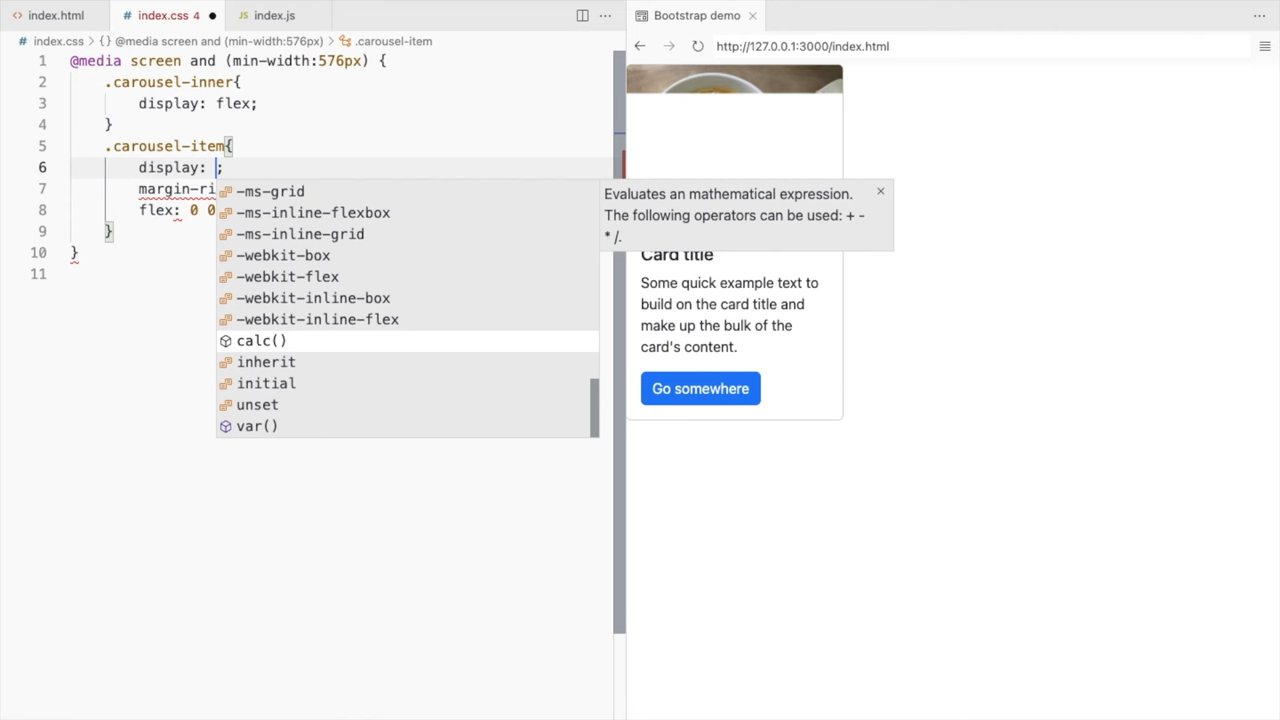 index.html
index.css 4
index.js
index.css > {} @media screen and (min-width:576px) > .carousel-item
1 @media screen and (min-width:576px) {
2 .carousel-inner{
3 display: flex;
4 }
5 .carousel-item{
6 display: ;
7 margin-ri
8 flex: 0 0
9 }
10 }
11
-ms-grid
-ms-inline-flexbox
-ms-inline-grid
-webkit-box
-webkit-flex
-webkit-inline-box
-webkit-inline-flex
calc()
inherit
initial
unset
var()
Evaluates an mathematical expression.
The following operators can be used: + -
* /.
Bootstrap demo
http://127.0.0.1:3000/index.html
Card title
Some quick example text to
build on the card title and
make up the bulk of the
card's content.
Go somewhere